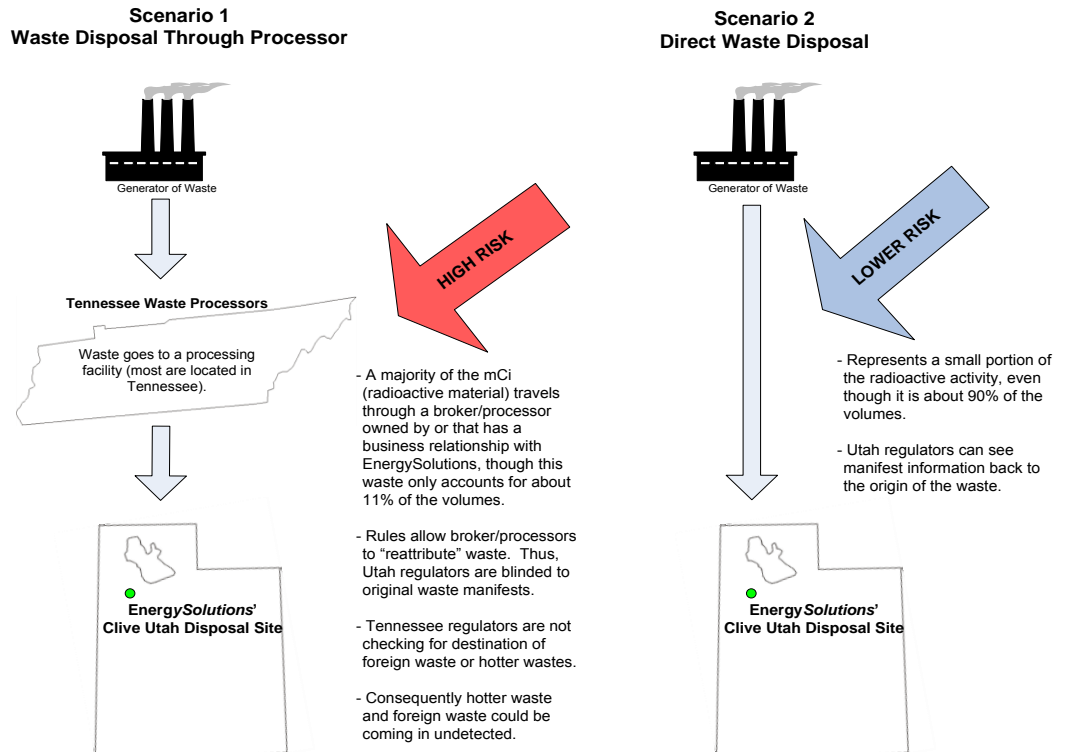 Scenario 1
Waste Disposal Through Processor
Generator of Waste
Tennessee Waste Processors
Waste goes to a processing
facility (most are located in
Tennessee).
HIGH RISK
- A majority of the mCi
(radioactive material) travels
through a broker/processor
owned by or that has a
business relationship with
EnergySolutions, though this
waste only accounts for about
11% of the volumes.
- Rules allow broker/processors
to “reattribute” waste. Thus,
Utah regulators are blinded to
original waste manifests.
- Tennessee regulators are not
checking for destination of
foreign waste or hotter wastes.
- Consequently hotter waste
and foreign waste could be
coming in undetected.
EnergySolutions’
Clive Utah Disposal Site
Scenario 2
Direct Waste Disposal
Generator of Waste
LOWER RISK
- Represents a small portion of
the radioactive activity, even
though it is about 90% of the
volumes.
- Utah regulators can see
manifest information back to
the origin of the waste.
EnergySolutions’
Clive Utah Disposal Site